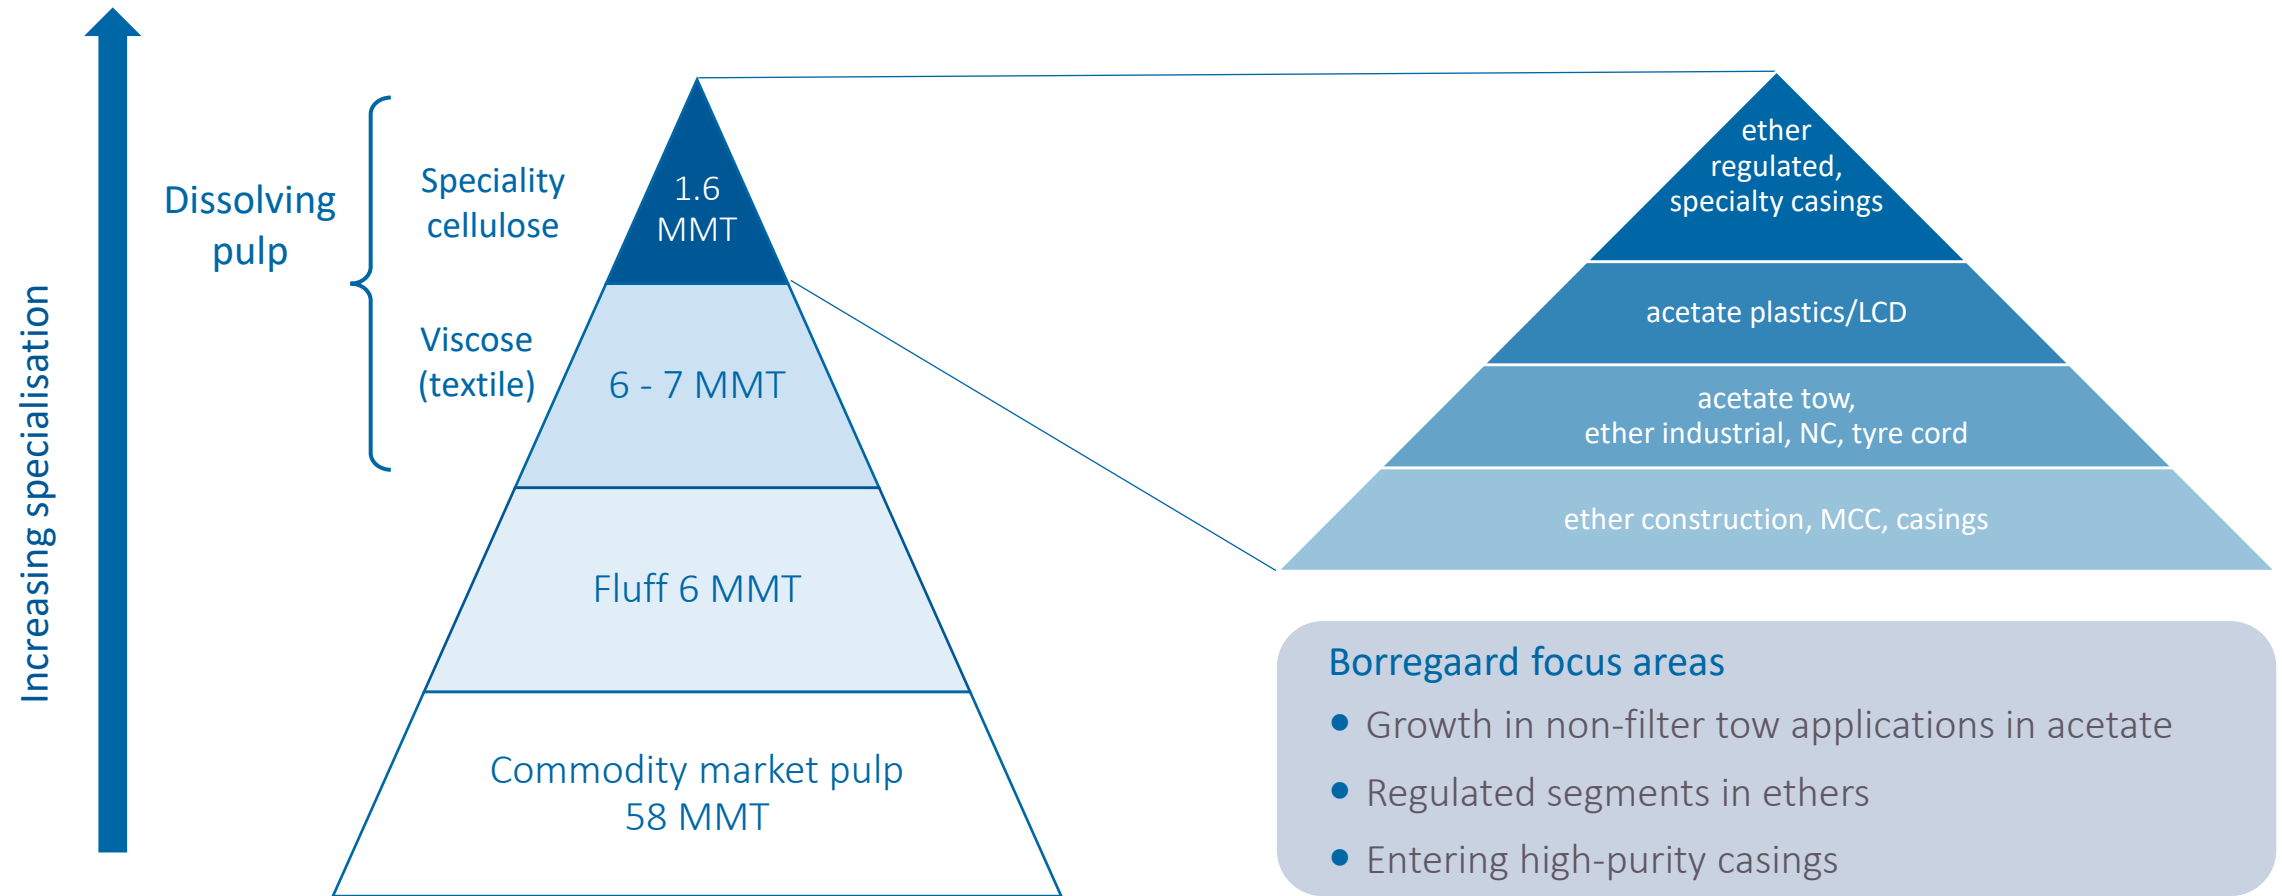 Increasing specialisation
Dissolving
pulp
Speciality
cellulose
Viscose
(textile)
1.6
MMT
6 - 7 MMT
Fluff 6 MMT
Commodity market pulp
58 MMT
ether
regulated,
specialty casings
acetate plastics/LCD
acetate tow,
ether industrial, NC, tyre cord
ether construction, MCC, casings
Borregaard focus areas
• Growth in non-filter tow applications in acetate
• Regulated segments in ethers
• Entering high-purity casings